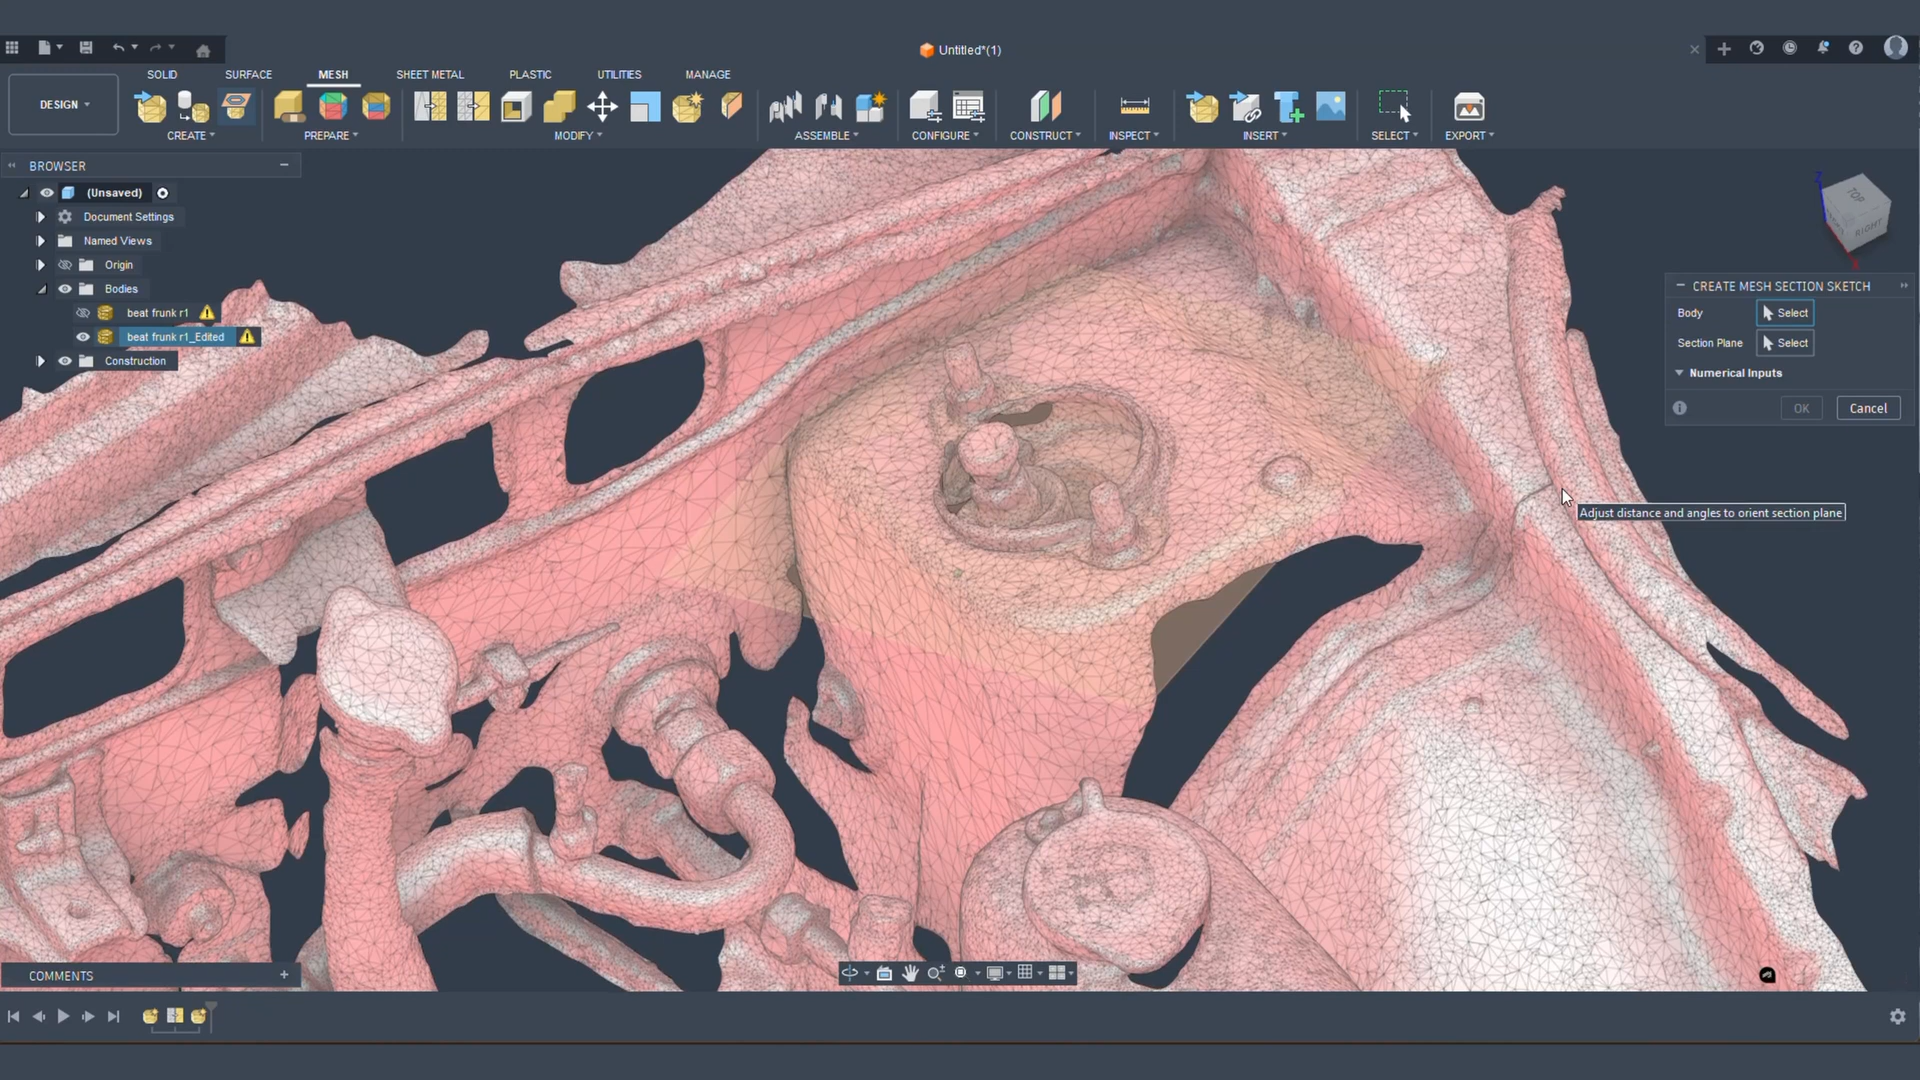 Untitled*(1)
SOLID SURFACE MESH SHEET METAL PLASTIC UTILITIES MANAGE
DESIGN
CREATE PREPARE MODIFY ASSEMBLE CONFIGURE CONSTRUCT INSPECT INSERT SELECT EXPORT
BROWSER
(Unsaved)
Document Settings
Named Views
Origin
Bodies
beat frunk r1
beat frunk r1_Edited
Construction
Z
TOP
RIGHT
X
CREATE MESH SECTION SKETCH
Body Select
Section Plane Select
Numerical Inputs
OK Cancel
Adjust distance and angles to orient section plane
COMMENTS